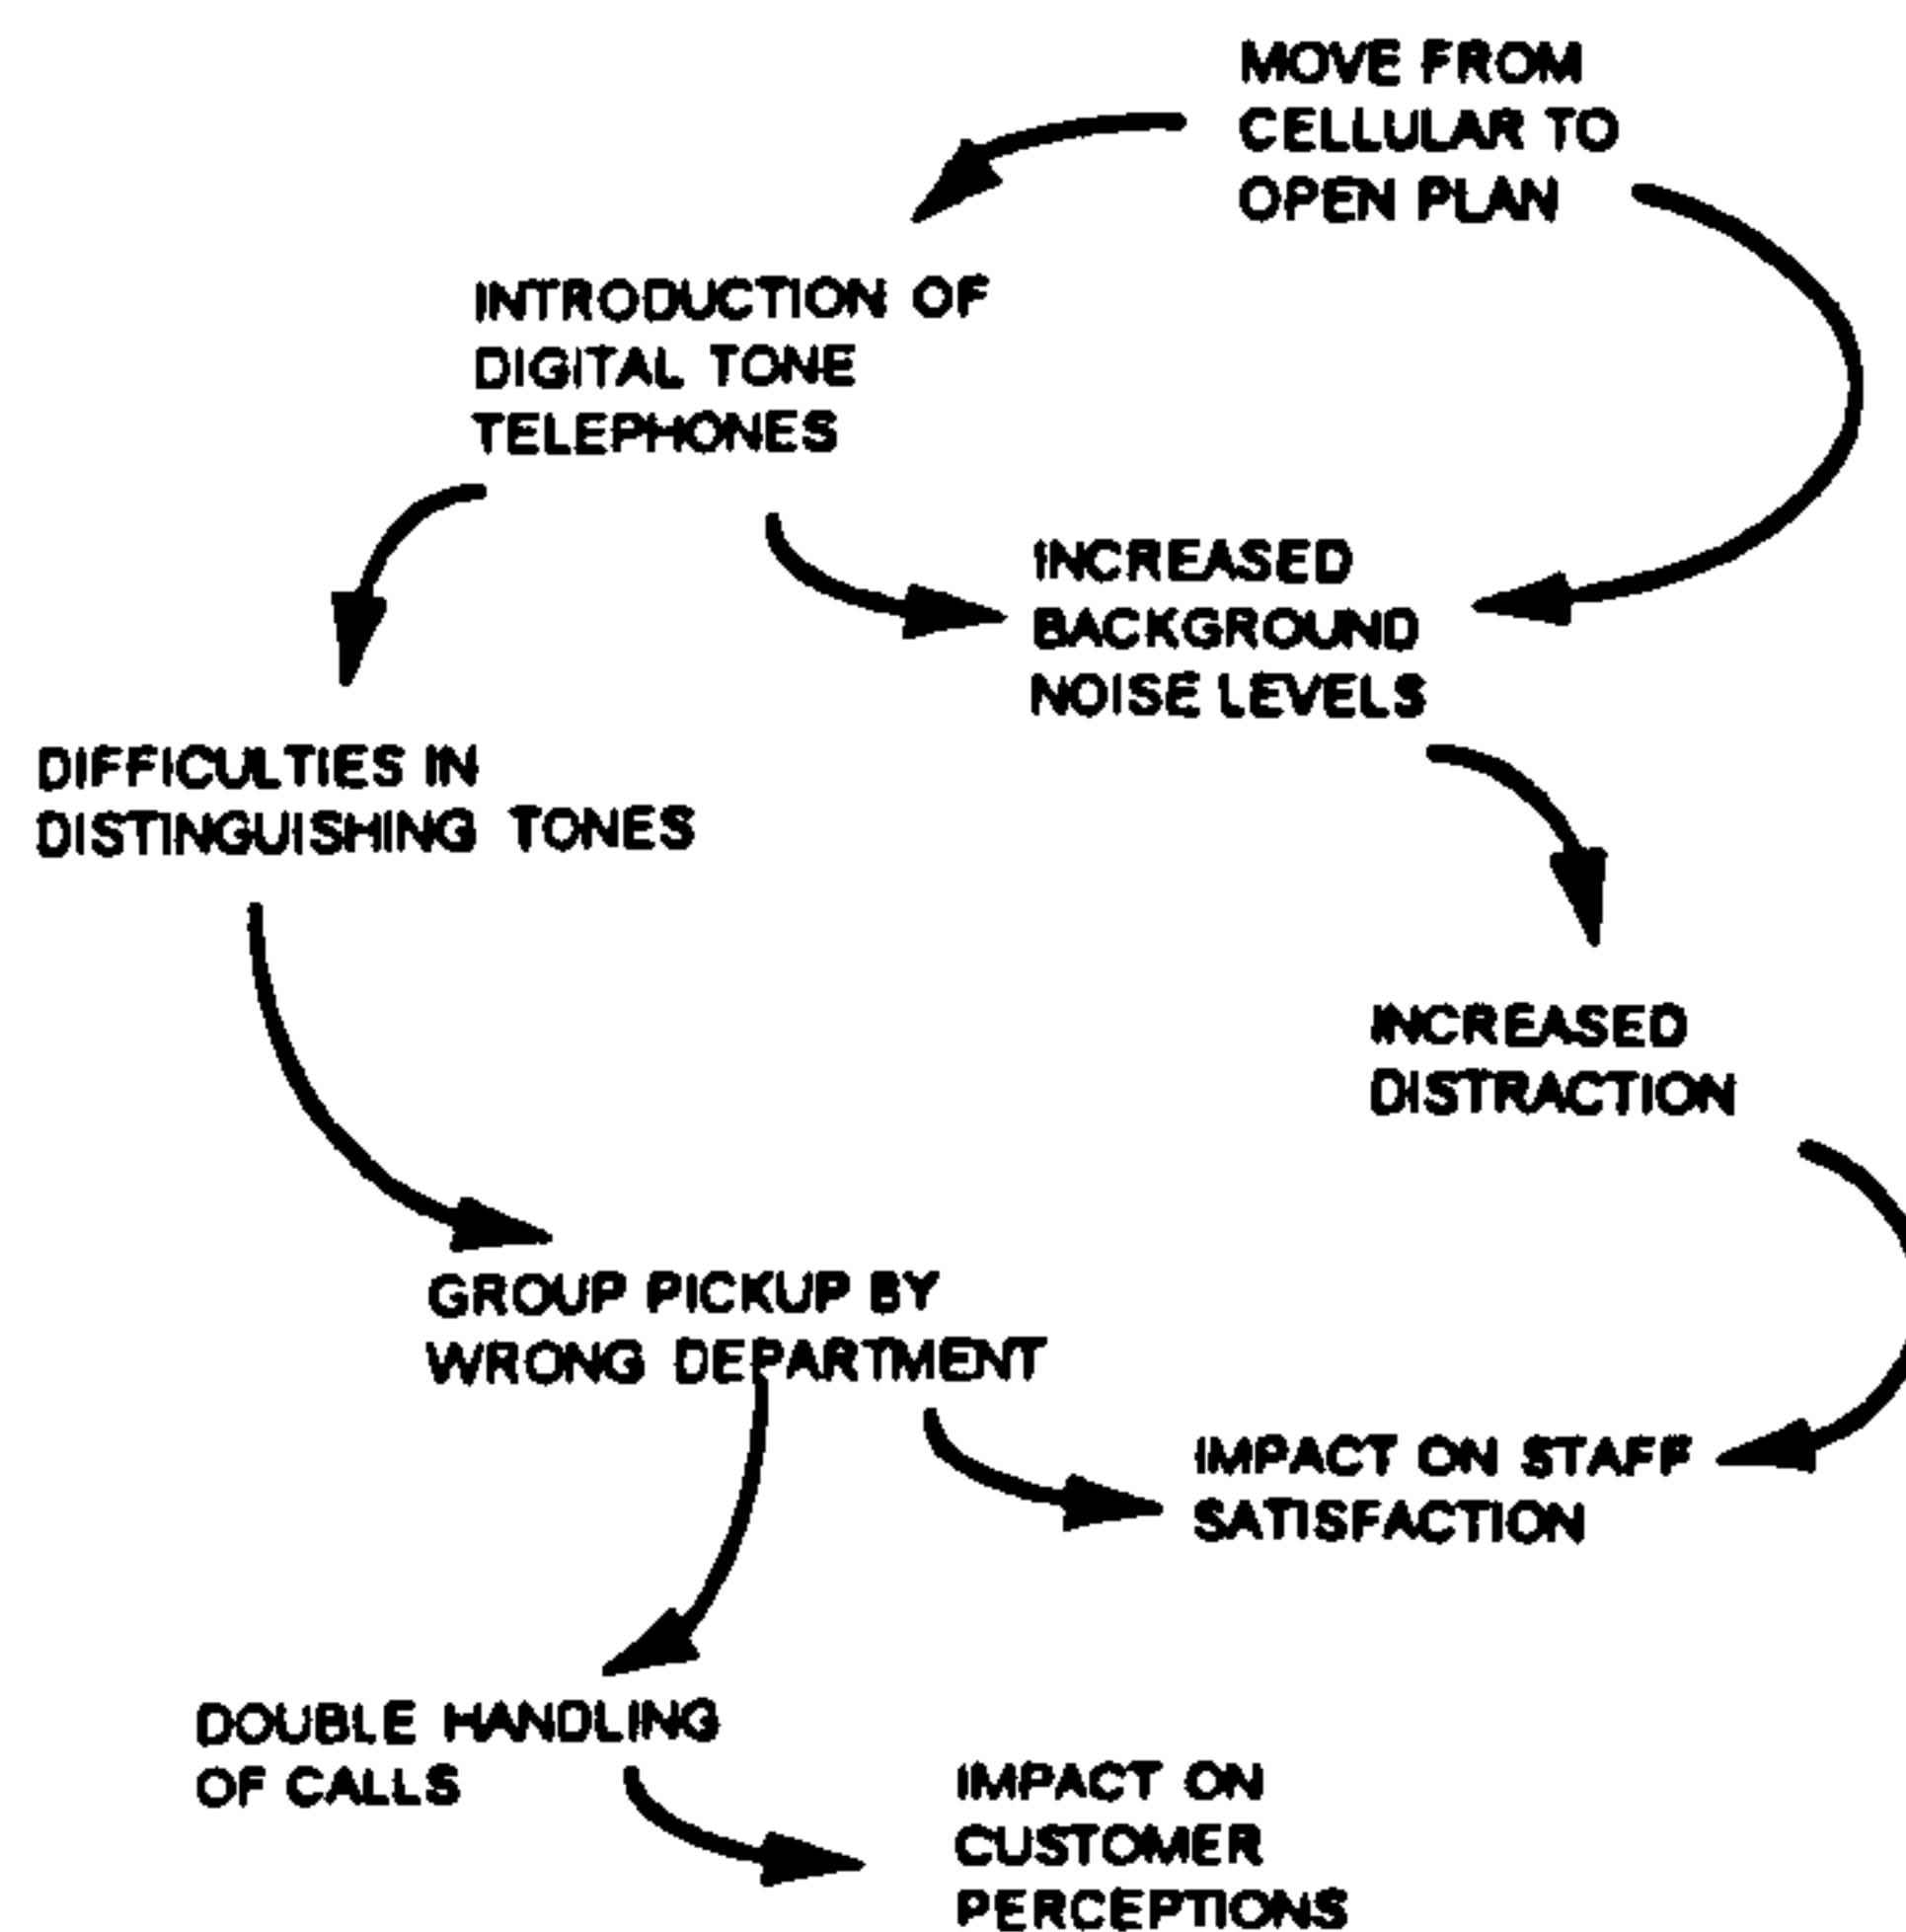 MOVE FROM
CELLULAR TO
OPEN PLAN
INTRODUCTION OF
DIGITAL TONE
TELEPHONES
INCREASED
BACKGROUND
NOISE LEVELS
DIFFICULTIES IN
DISTINGUISHING TONES
INCREASED
DISTRACTION
GROUP PICKUP BY
WRONG DEPARTMENT
IMPACT ON STAFF
SATISFACTION
DOUBLE HANDLING
OF CALLS
IMPACT ON
CUSTOMER
PERCEPTIONS